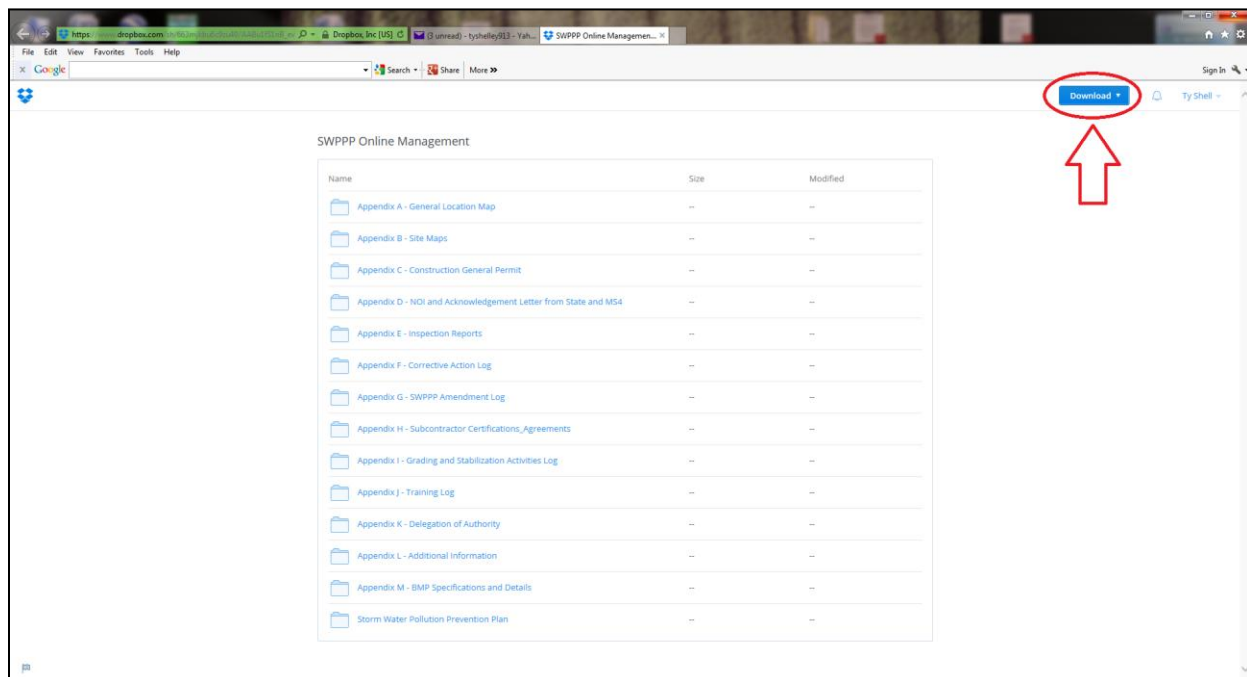 https://www.dropbox.com
Dropbox, Inc [US]
(3 unread) - tyshelley913 - Yah...
SWPPP Online Managemen...
File Edit View Favorites Tools Help
x Google Search Share More »
Sign In
Download
Ty Shell
SWPPP Online Management
Name Size Modified
Appendix A - General Location Map -- --
Appendix B - Site Maps -- --
Appendix C - Construction General Permit -- --
Appendix D - NOI and Acknowledgement Letter from State and MS4 -- --
Appendix E - Inspection Reports -- --
Appendix F - Corrective Action Log -- --
Appendix G - SWPPP Amendment Log -- --
Appendix H - Subcontractor Certifications_Agreements -- --
Appendix I - Grading and Stabilization Activities Log -- --
Appendix J - Training Log -- --
Appendix K - Delegation of Authority -- --
Appendix L - Additional Information -- --
Appendix M - BMP Specifications and Details -- --
Storm Water Pollution Prevention Plan -- --